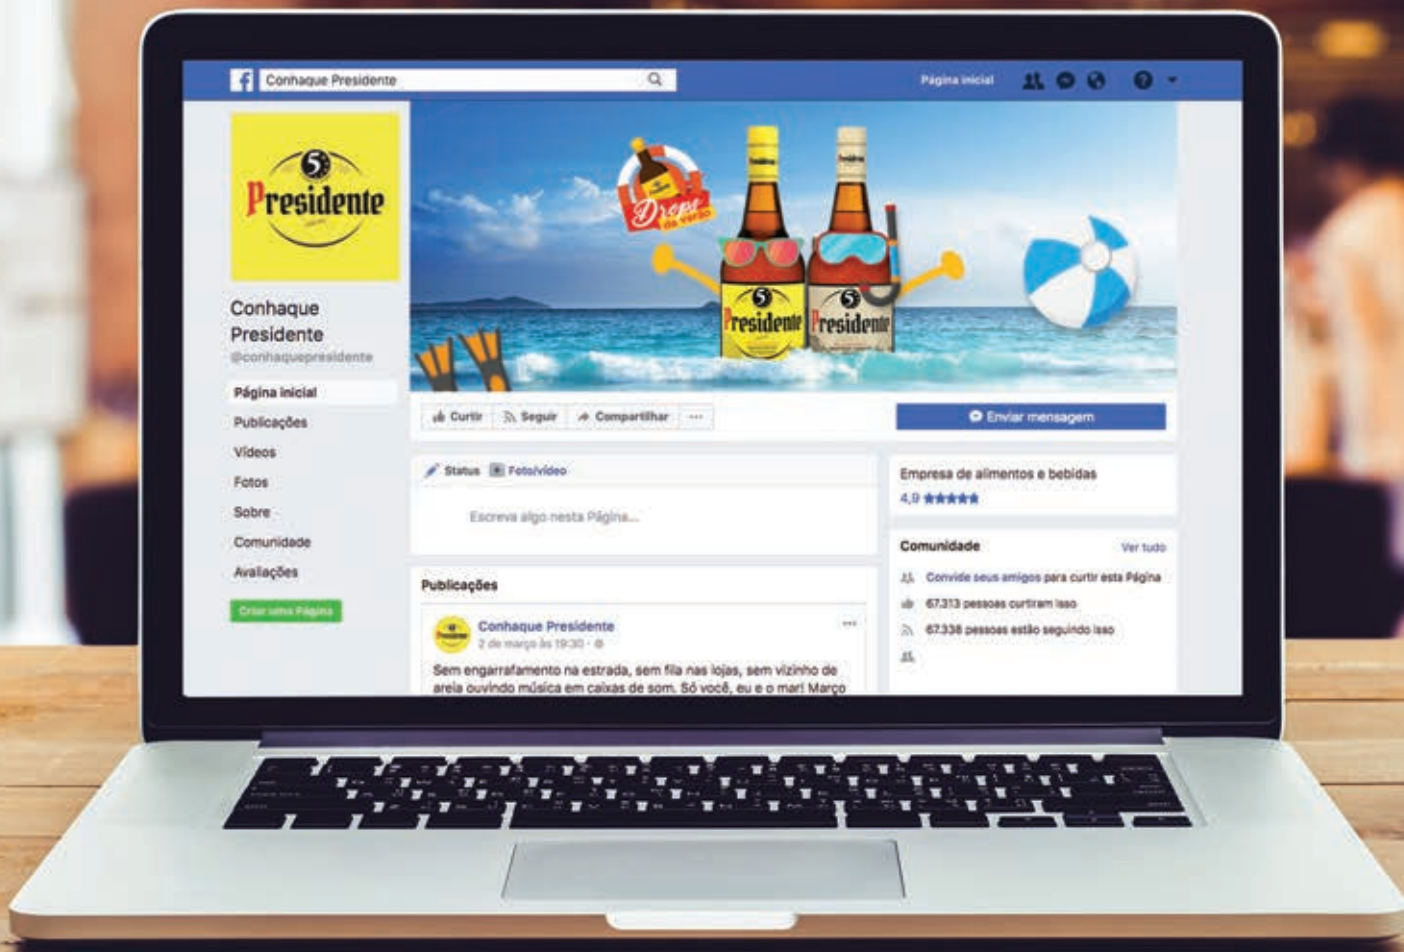 Conhaque Presidente
Página inicial
5
Presidente
Drops
da verão
5
Presidente
5
Presidente
Conhaque
Presidente
@conhaquepresidente
Página inicial
Publicações
Vídeos
Fotos
Sobre
Comunidade
Avaliações
Criar uma Página
Curtir
Seguir
Compartilhar
Enviar mensagem
Status
Foto/vídeo
Escreva algo nesta Página...
Publicações
Conhaque Presidente
2 de março às 19:30
Sem engarrafamento na estrada, sem fila nas lojas, sem vizinho de
areia ouvindo música em caixas de som. Só você, eu e o mar! Março
Empresa de alimentos e bebidas
4,9 ★★★★★
Comunidade
Ver tudo
Convide seus amigos para curtir esta Página
67.313 pessoas curtiram isso
67.338 pessoas estão seguindo isso